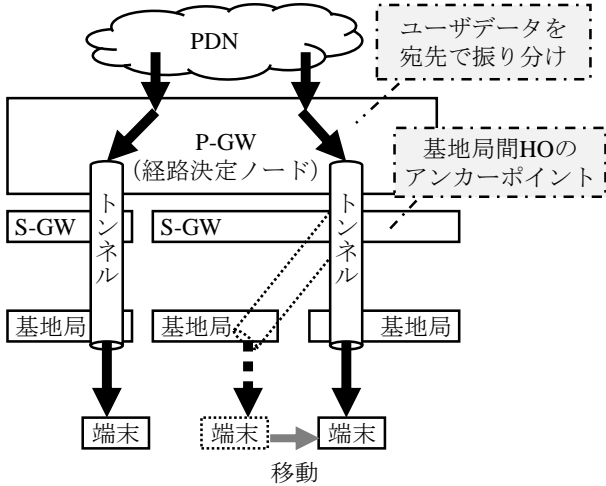 PDN
ユーザデータを
宛先で振り分け
P-GW
（経路決定ノード）
基地局間HOの
アンカーポイント
S-GW
トンネル
S-GW
トンネル
基地局
基地局
基地局
端末
端末
端末
移動